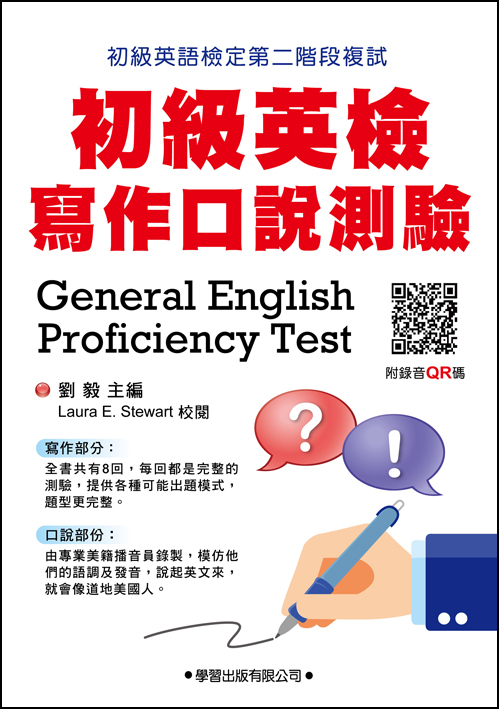 初級英語檢定第二階段複試
初級英檢
寫作口說測驗
General English
Proficiency Test
附錄音QR碼
劉 毅 主編
Laura E. Stewart 校閱
?
!
寫作部分：
全書共有8回，每回都是完整的
測驗，提供各種可能出題模式，
題型更完整。
口說部份：
由專業美籍播音員錄製，模仿他
們的語調及發音，說起英文來，
就會像道地美國人。
●學習出版有限公司●